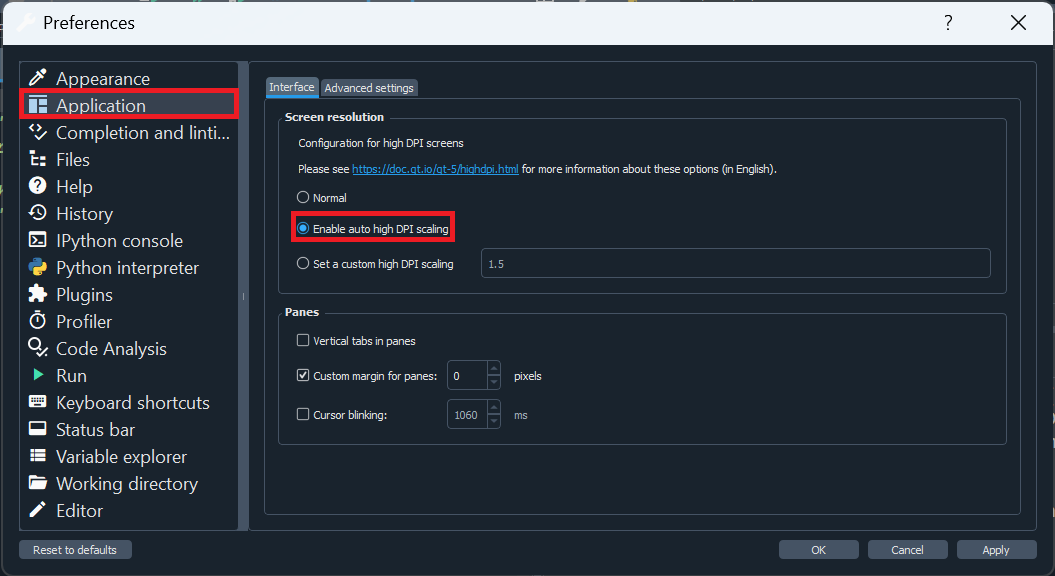 Preferences
?
Appearance
Application
Completion and linti...
Files
Help
History
IPython console
Python interpreter
Plugins
Profiler
Code Analysis
Run
Keyboard shortcuts
Status bar
Variable explorer
Working directory
Editor
Interface Advanced settings
Screen resolution
Configuration for high DPI screens
Please see https://doc.qt.io/qt-5/highdpi.html for more information about these options (in English).
Normal
Enable auto high DPI scaling
Set a custom high DPI scaling 1.5
Panes
Vertical tabs in panes
Custom margin for panes: 0 pixels
Cursor blinking: 1060 ms
Reset to defaults OK Cancel Apply